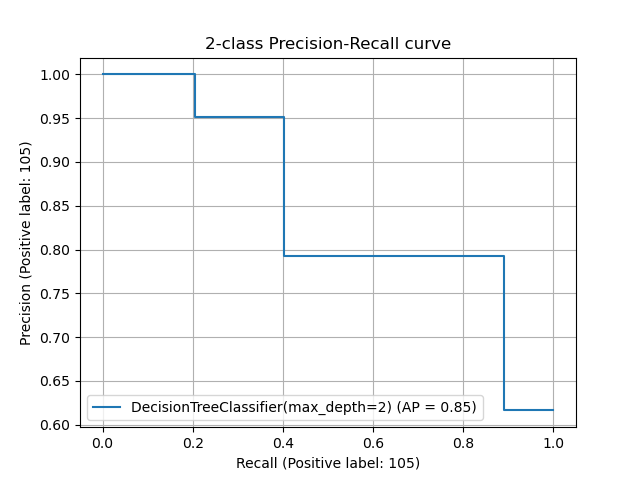 2-class Precision-Recall curve
1.00
0.95
0.90
0.85
0.80
0.75
0.70
0.65
0.60
Precision (Positive label: 105)
DecisionTreeClassifier(max_depth=2) (AP = 0.85)
0.0 0.2 0.4 0.6 0.8 1.0
Recall (Positive label: 105)